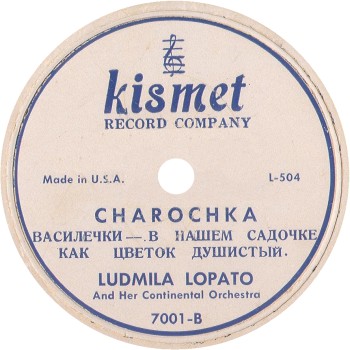 kismet
RECORD COMPANY
Made in U.S.A.
L-504
CHAROCHKA
ВАСИЛЕЧКИ—.В НАШЕМ САДОЧКЕ
КАК ЦВЕТОК ДУШИСТЫЙ.
LUDMILA LOPATO
And Her Continental Orchestra
7001-B